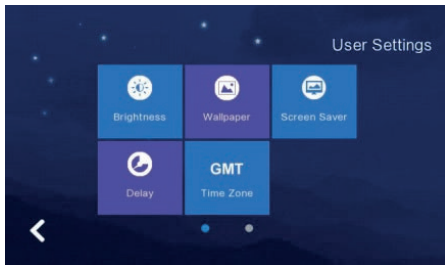 User Settings
Brightness
Wallpaper
Screen Saver
Delay
GMT
Time Zone